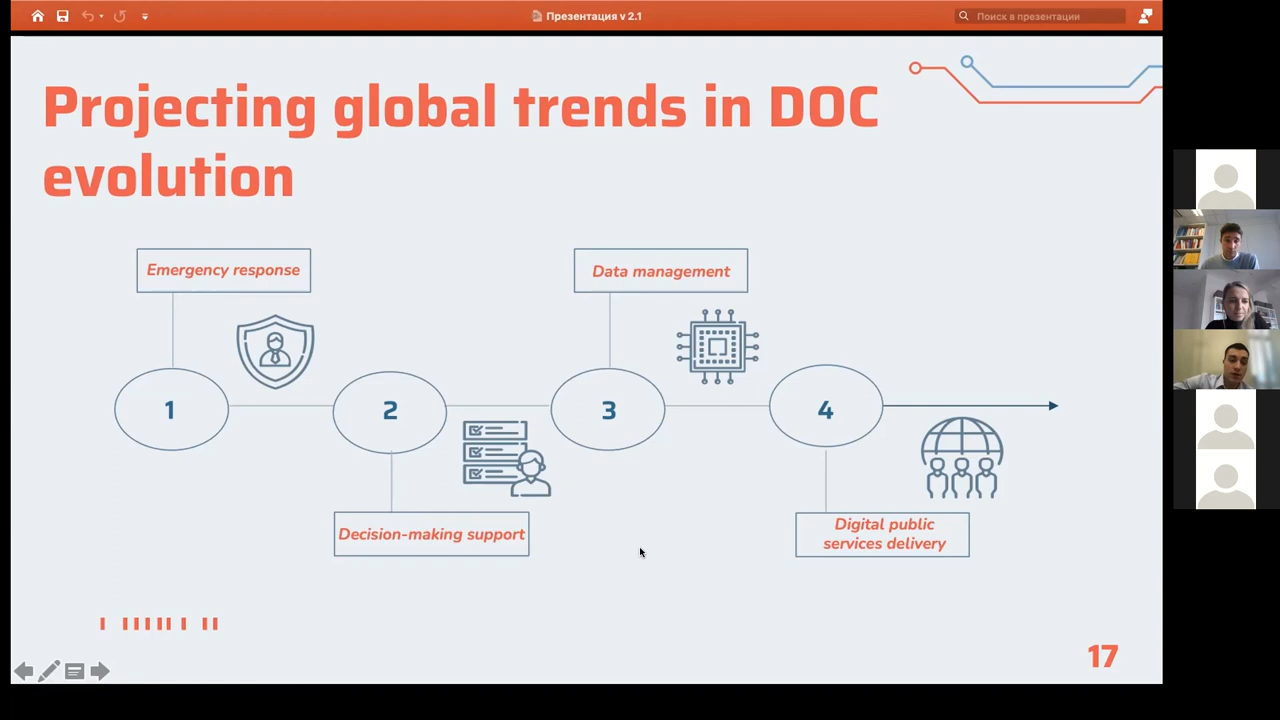 Презентация v 2.1
Поиск в презентации
Projecting global trends in DOC
evolution
Emergency response
Data management
1
2
3
4
Decision-making support
Digital public
services delivery
17